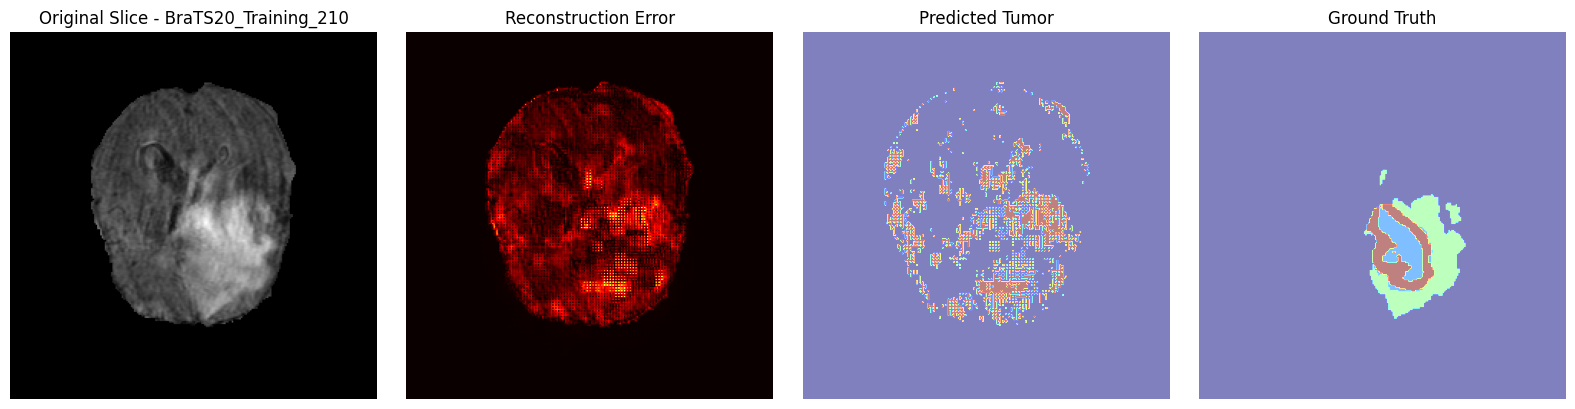 Original Slice - BraTS20_Training_210
Reconstruction Error
Predicted Tumor
Ground Truth